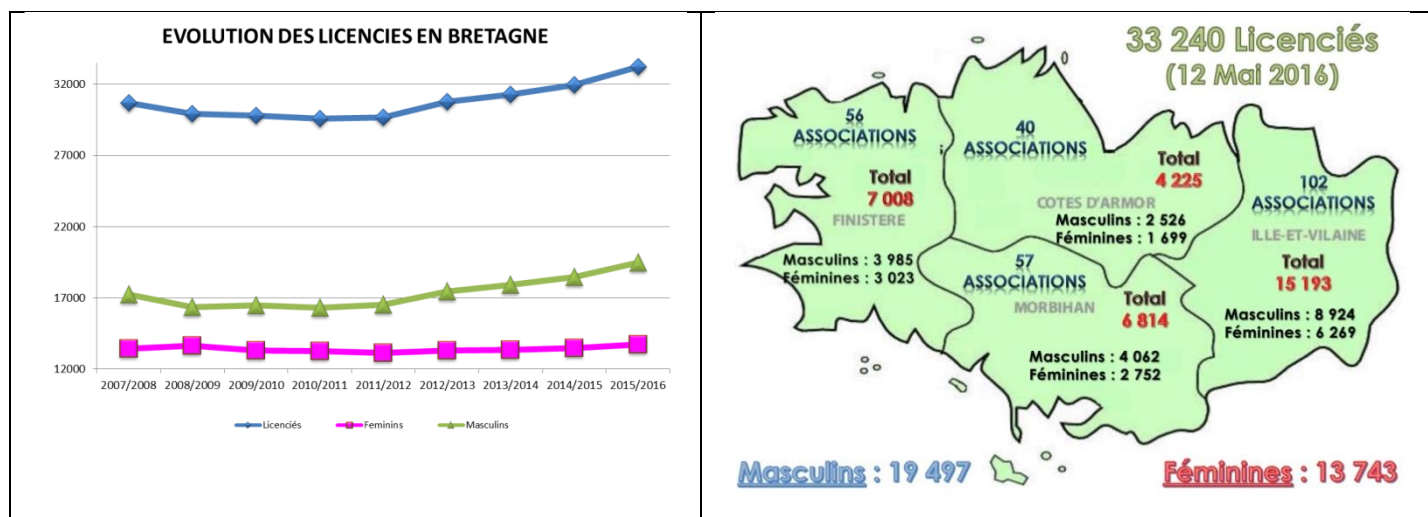 EVOLUTION DES LICENCIES EN BRETAGNE
32000
27000
22000
17000
12000
2007/2008 2008/2009 2009/2010 2010/2011 2011/2012 2012/2013 2013/2014 2014/2015 2015/2016
Licenciés Feminins Masculins
33 240 Licenciés
(12 Mai 2016)
56
ASSOCIATIONS
Total
7 008
FINISTERE
Masculins : 3 985
Féminines : 3 023
40
ASSOCIATIONS
Total
4 225
COTES D'ARMOR
Masculins : 2 526
Féminines : 1 699
102
ASSOCIATIONS
ILLE-ET-VILAINE
Total
15 193
Masculins : 8 924
Féminines : 6 269
57
ASSOCIATIONS
MORBIHAN
Total
6 814
Masculins : 4 062
Féminines : 2 752
Masculins : 19 497
Féminines : 13 743